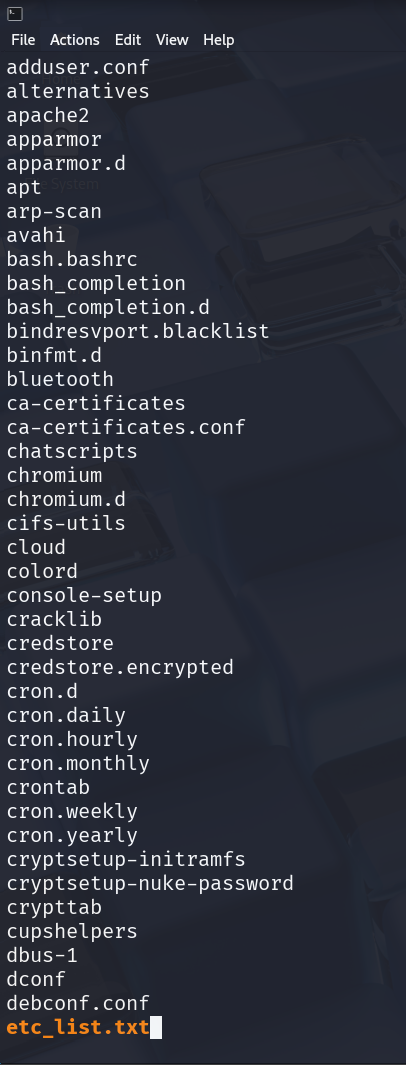 File Actions Edit View Help
adduser.conf
alternatives
apache2
apparmor
apparmor.d
apt
arp-scan
avahi
bash.bashrc
bash_completion
bash_completion.d
bindresvport.blacklist
binfmt.d
bluetooth
ca-certificates
ca-certificates.conf
chatscripts
chromium
chromium.d
cifs-utils
cloud
colord
console-setup
cracklib
credstore
credstore.encrypted
cron.d
cron.daily
cron.hourly
cron.monthly
crontab
cron.weekly
cron.yearly
cryptsetup-initramfs
cryptsetup-nuke-password
crypttab
cupshelpers
dbus-1
dconf
debconf.conf
etc_list.txt